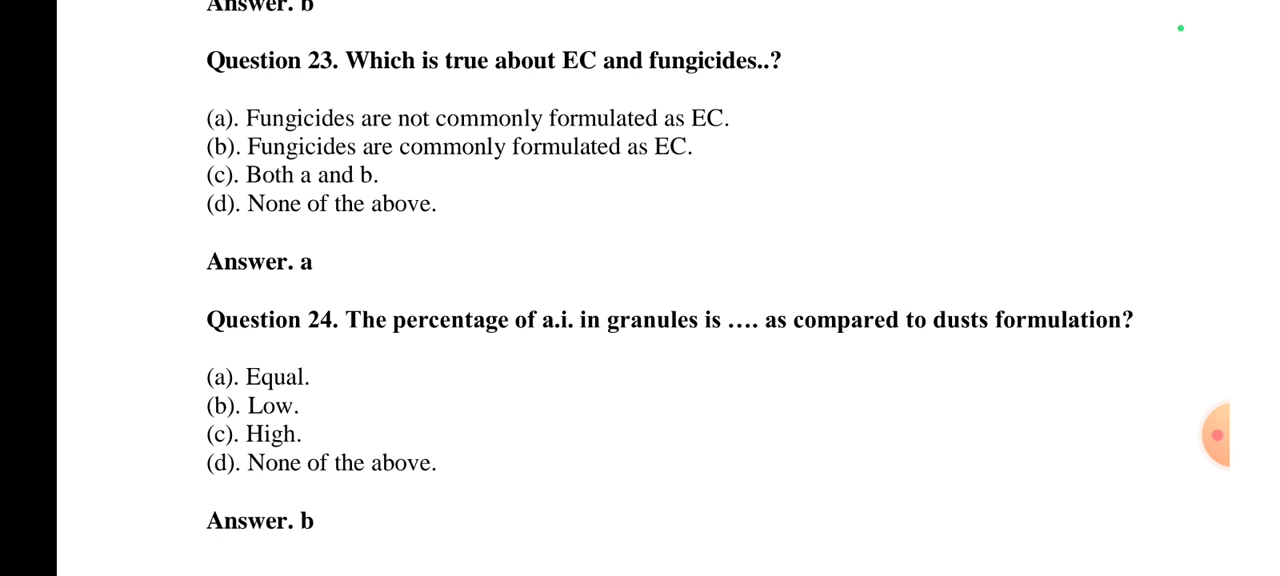 Answer. b
Question 23. Which is true about EC and fungicides..?
(a). Fungicides are not commonly formulated as EC.
(b). Fungicides are commonly formulated as EC.
(c). Both a and b.
(d). None of the above.
Answer. a
Question 24. The percentage of a.i. in granules is …. as compared to dusts formulation?
(a). Equal.
(b). Low.
(c). High.
(d). None of the above.
Answer. b